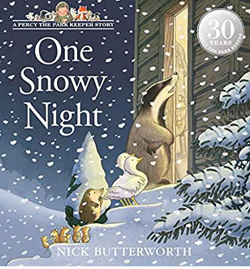 A PERCY THE PARK KEEPER STORY
One
Snowy
Night
30
YEARS
NICK BUTTERWORTH